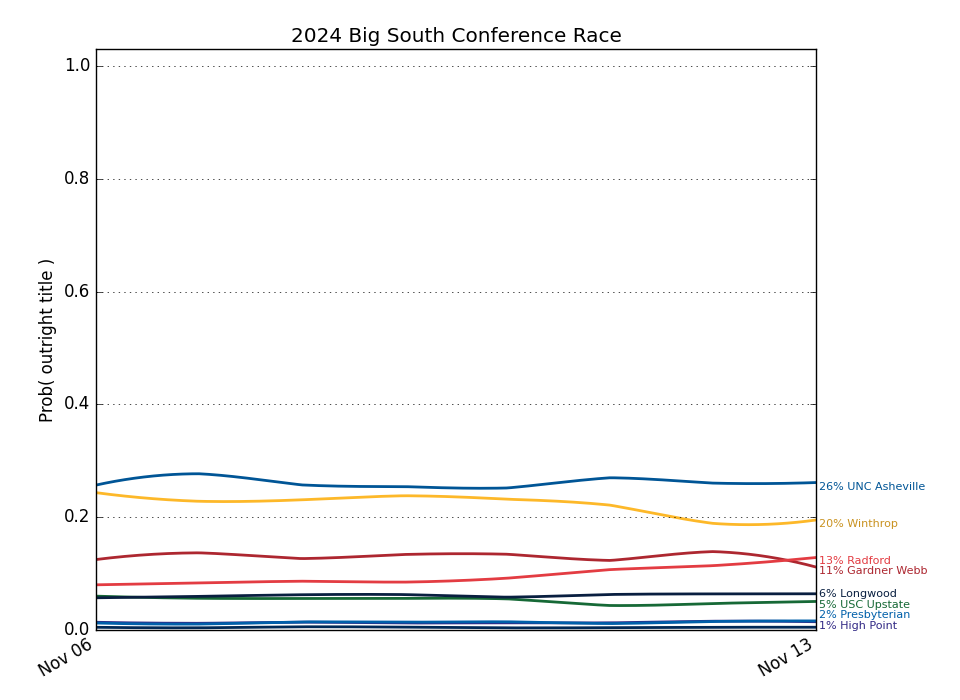 2024 Big South Conference Race
1.0
0.8
0.6
0.4
0.2
0.0
Prob( outright title )
Nov 06
Nov 13
26% UNC Asheville
20% Winthrop
13% Radford
11% Gardner Webb
6% Longwood
5% USC Upstate
2% Presbyterian
1% High Point